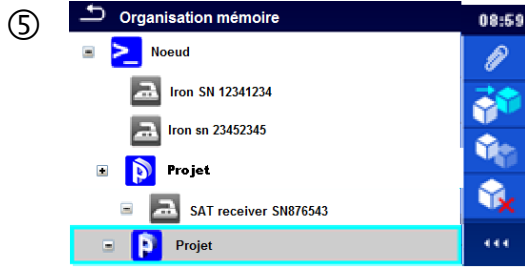 ⑤
Organisation mémoire
08:59
Noeud
Iron SN 12341234
Iron sn 23452345
Projet
SAT receiver SN876543
Projet